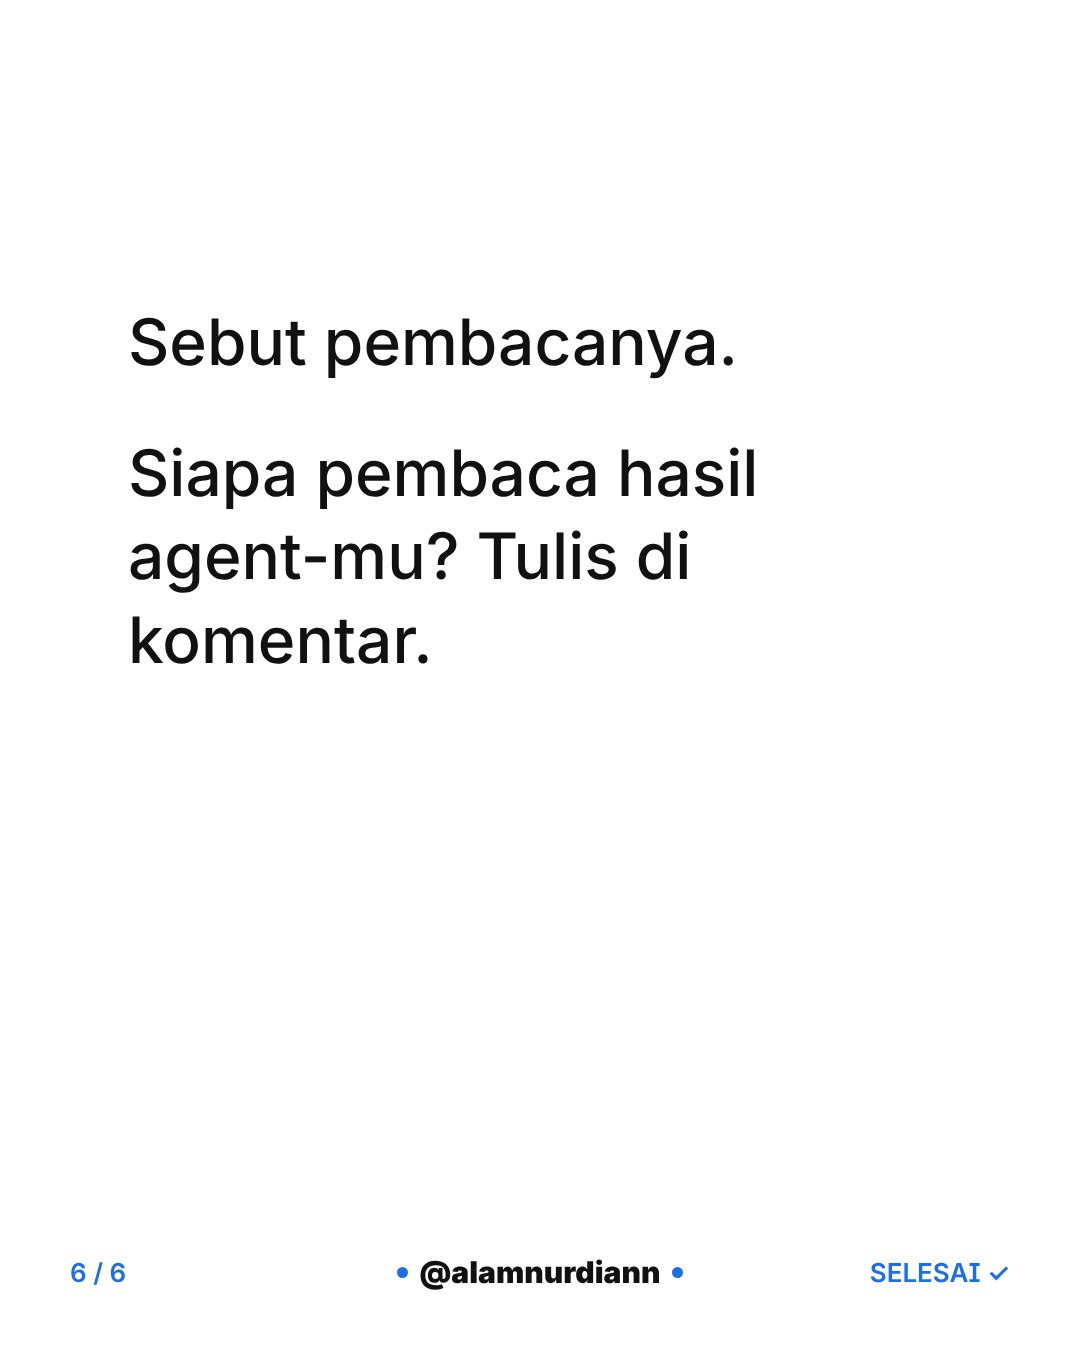 Sebut pembacanya.
Siapa pembaca hasil
agent-mu? Tulis di
komentar.
6 / 6
• @alamnurdiann •
SELESAI ✓